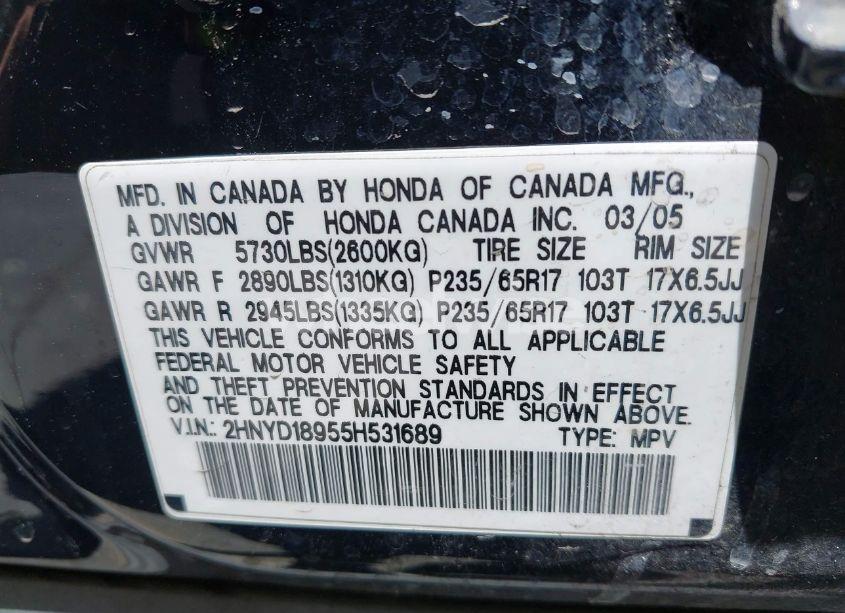 MFD. IN CANADA BY HONDA OF CANADA MFG.,
A DIVISION OF HONDA CANADA INC. 03/05
GVWR 5730LBS(2600KG) TIRE SIZE RIM SIZE
GAWR F 2890LBS(1310KG) P235/65R17 103T 17X6.5JJ
GAWR R 2945LBS(1335KG) P235/65R17 103T 17X6.5JJ
THIS VEHICLE CONFORMS TO ALL APPLICABLE
FEDERAL MOTOR VEHICLE SAFETY
AND THEFT PREVENTION STANDARDS IN EFFECT
ON THE DATE OF MANUFACTURE SHOWN ABOVE.
V.I.N.: 2HNYD18955H531689 TYPE: MPV